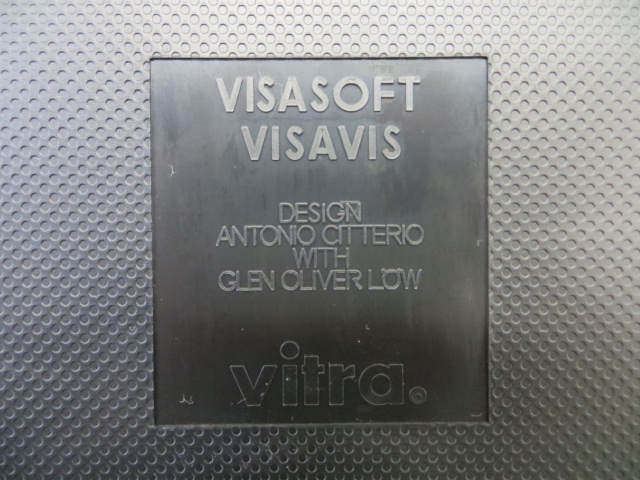 VISASOFT
VISAVIS
DESIGN
ANTONIO CITTERIO
WITH
GLEN OLIVER LÖW
vitra.